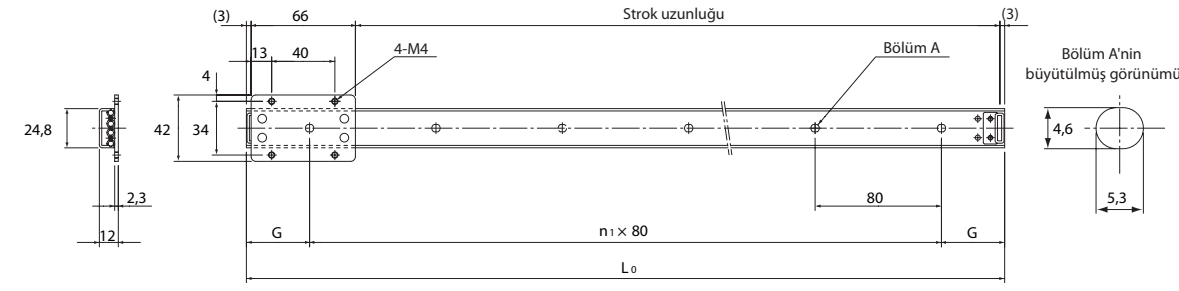 (3)
66
Strok uzunluğu
(3)
13
40
4-M4
Bölüm A
Bölüm A'nin
büyütülmüş görünümü
4
24,8
42
34
4,6
2,3
80
5,3
12
G
n1× 80
G
L0